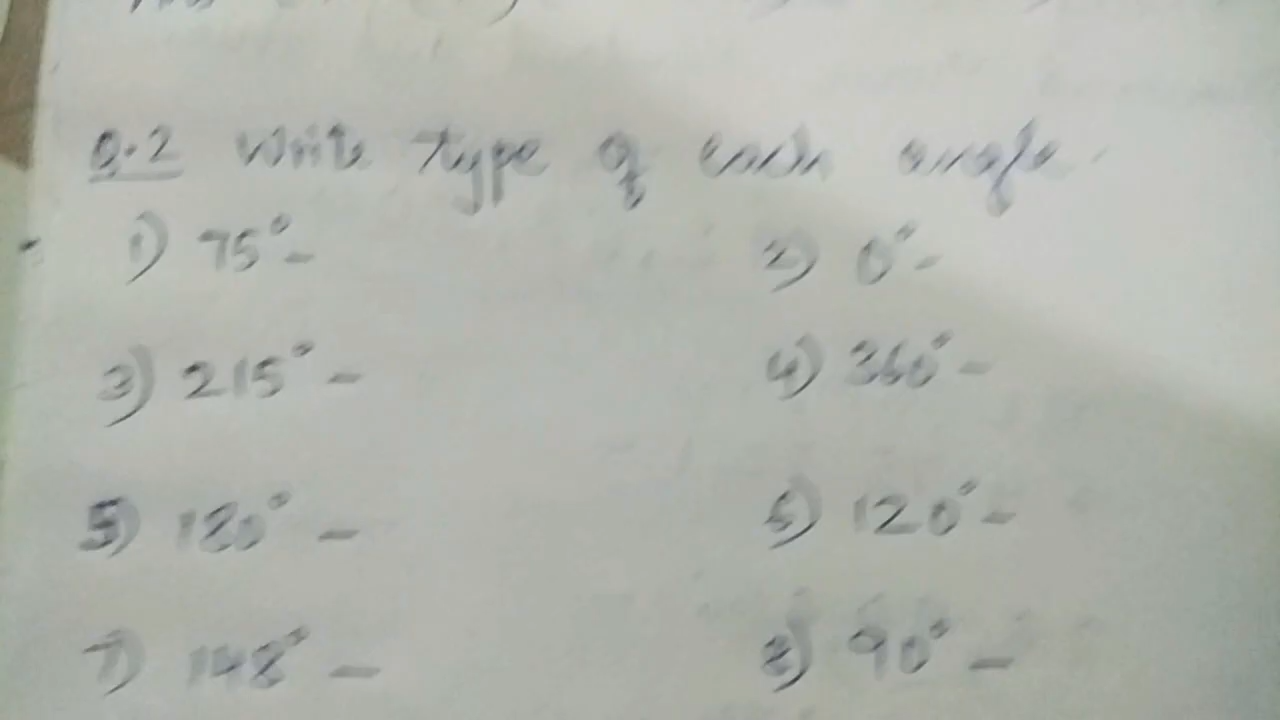 Q.2 Write type of each angle.
1) 75° - 2) 0° -
3) 215° - 4) 360° -
5) 180° - 6) 120° -
7) 148° - 8) 90° -